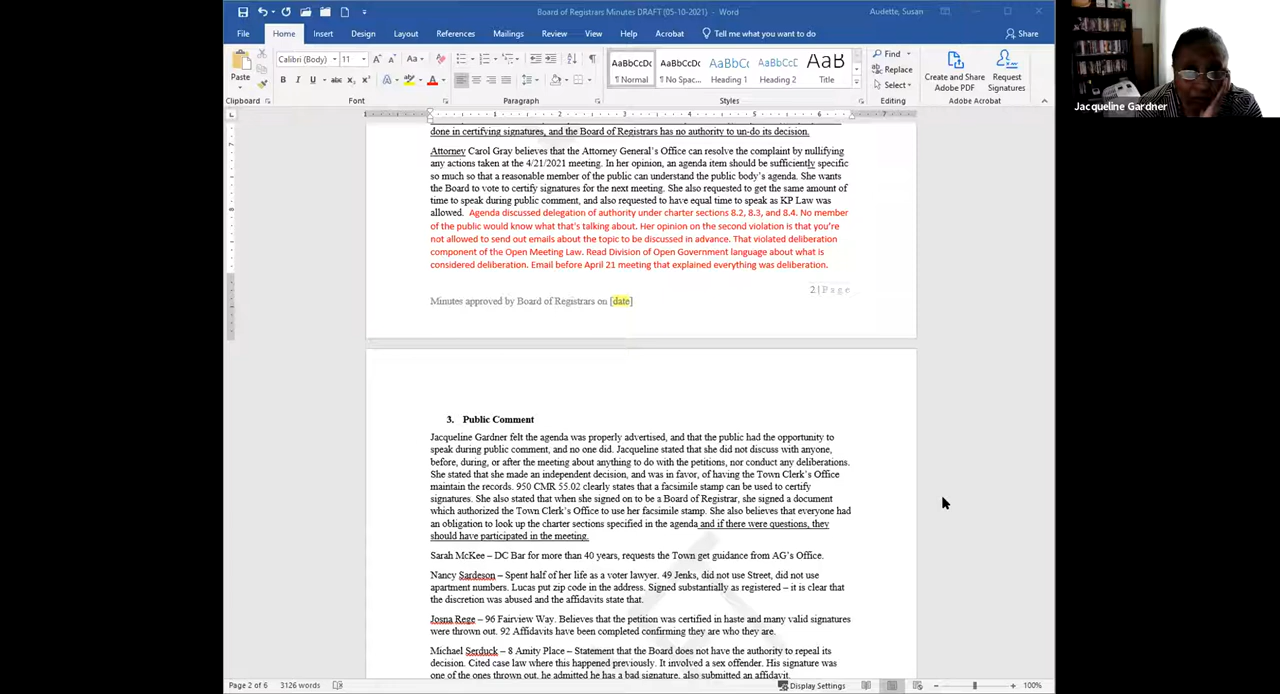 Board of Registrars Minutes DRAFT (05-10-2021) - Word
Audette, Susan
File Home Insert Design Layout References Mailings Review View Help Acrobat Tell me what you want to do Share
Paste
Calibri (Body) 11
AaBbCcDc AaBbCcDc AaBbCc AaBbCcD AaB
¶ Normal ¶ No Spac... Heading 1 Heading 2 Title
Find
Replace
Select
Create and Share Adobe PDF
Request Signatures
Clipboard Font Paragraph Styles Editing Adobe Acrobat
Jacqueline Gardner
done in certifying signatures, and the Board of Registrars has no authority to un-do its decision.
Attorney Carol Gray believes that the Attorney General's Office can resolve the complaint by nullifying
any actions taken at the 4/21/2021 meeting. In her opinion, an agenda item should be sufficiently specific
so much so that a reasonable member of the public can understand the public body's agenda. She wants
the Board to vote to certify signatures for the next meeting. She also requested to get the same amount of
time to speak during public comment, and also requested to have equal time to speak as KP Law was
allowed. Agenda discussed delegation of authority under charter sections 8.2, 8.3, and 8.4. No member
of the public would know what that's talking about. Her opinion on the second violation is that you're
not allowed to send out emails about the topic to be discussed in advance. That violated deliberation
component of the Open Meeting Law. Read Division of Open Government language about what is
considered deliberation. Email before April 21 meeting that explained everything was deliberation.
2 | P a g e
Minutes approved by Board of Registrars on [date]
3. Public Comment
Jacqueline Gardner felt the agenda was properly advertised, and that the public had the opportunity to
speak during public comment, and no one did. Jacqueline stated that she did not discuss with anyone,
before, during, or after the meeting about anything to do with the petitions, nor conduct any deliberations.
She stated that she made an independent decision, and was in favor, of having the Town Clerk's Office
maintain the records. 950 CMR 55.02 clearly states that a facsimile stamp can be used to certify
signatures. She also stated that when she signed on to be a Board of Registrar, she signed a document
which authorized the Town Clerk's Office to use her facsimile stamp. She also believes that everyone had
an obligation to look up the charter sections specified in the agenda and if there were questions, they
should have participated in the meeting.
Sarah McKee – DC Bar for more than 40 years, requests the Town get guidance from AG's Office.
Nancy Sardeson – Spent half of her life as a voter lawyer. 49 Jenks, did not use Street, did not use
apartment numbers. Lucas put zip code in the address. Signed substantially as registered – it is clear that
the discretion was abused and the affidavits state that.
Josna Rege – 96 Fairview Way. Believes that the petition was certified in haste and many valid signatures
were thrown out. 92 Affidavits have been completed confirming they are who they are.
Michael Serduck – 8 Amity Place – Statement that the Board does not have the authority to repeal its
decision. Cited case law where this happened previously. It involved a sex offender. His signature was
one of the ones thrown out, he admitted he has a bad signature, also submitted an affidavit.
Page 2 of 6 3126 words Display Settings 100%